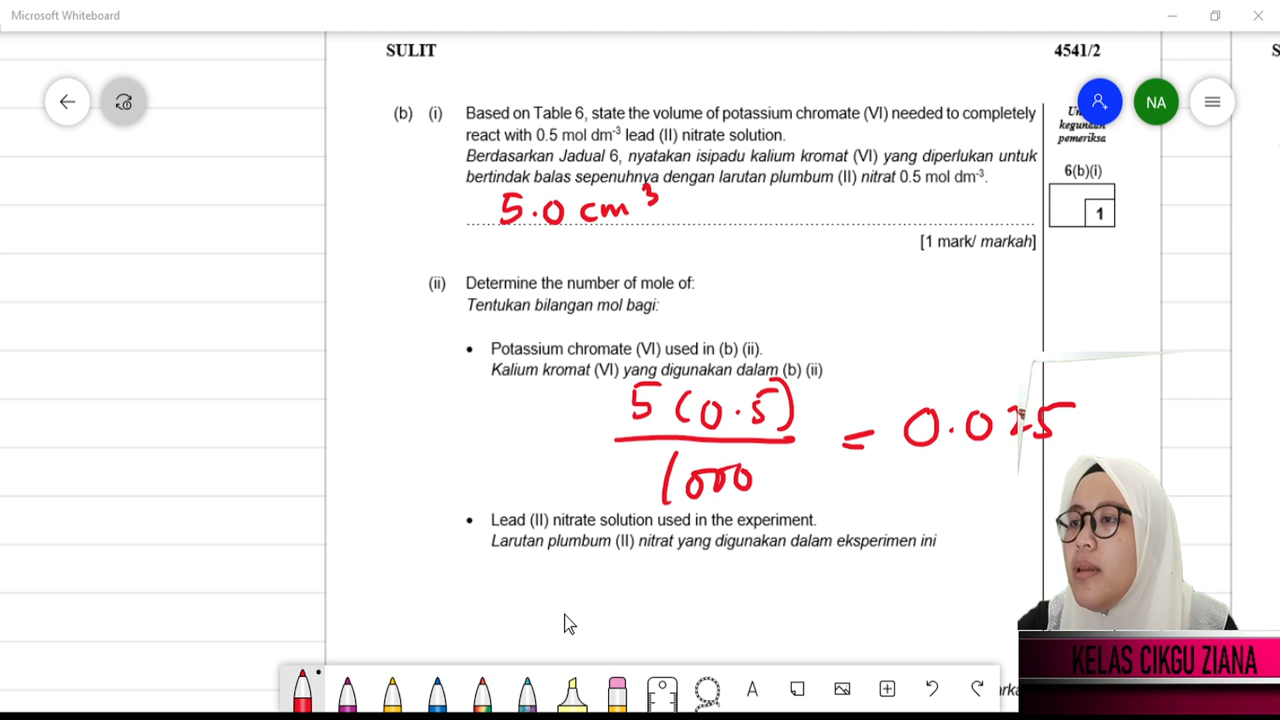 Microsoft Whiteboard
SULIT
4541/2
(b) (i) Based on Table 6, state the volume of potassium chromate (VI) needed to completely
react with 0.5 mol dm⁻³ lead (II) nitrate solution.
Berdasarkan Jadual 6, nyatakan isipadu kalium kromat (VI) yang diperlukan untuk
bertindak balas sepenuhnya dengan larutan plumbum (II) nitrat 0.5 mol dm⁻³.
kegunaan
pemeriksa
NA
6(b)(i)
1
5.0 cm³
[1 mark/ markah]
(ii) Determine the number of mole of:
Tentukan bilangan mol bagi:
• Potassium chromate (VI) used in (b) (ii).
Kalium kromat (VI) yang digunakan dalam (b) (ii)
5 (0.5)
1000
= 0.025
• Lead (II) nitrate solution used in the experiment.
Larutan plumbum (II) nitrat yang digunakan dalam eksperimen ini
KELAS CIKGU ZIANA
A